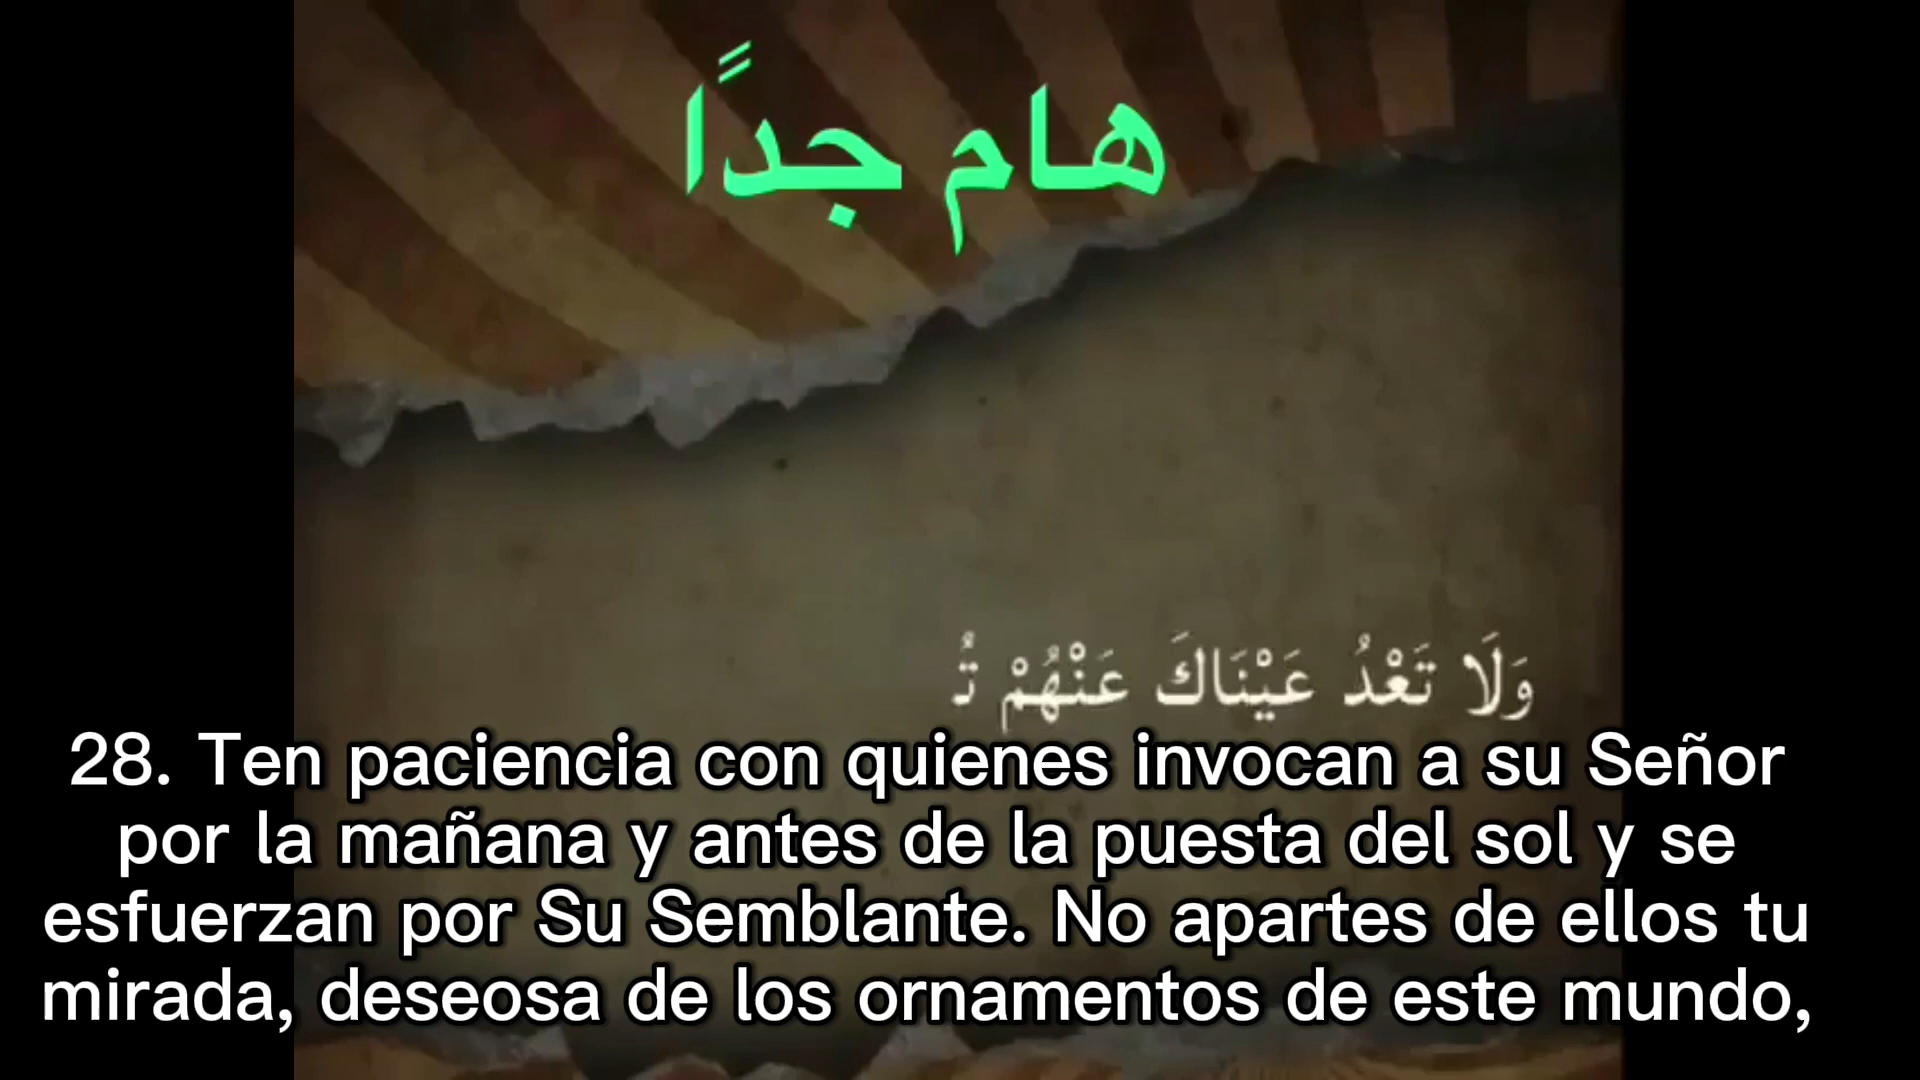 هام جدًا
وَلَا تَعْدُ عَيْنَاكَ عَنْهُمْ تُ
28. Ten paciencia con quienes invocan a su Señor
por la mañana y antes de la puesta del sol y se
esfuerzan por Su Semblante. No apartes de ellos tu
mirada, deseosa de los ornamentos de este mundo,